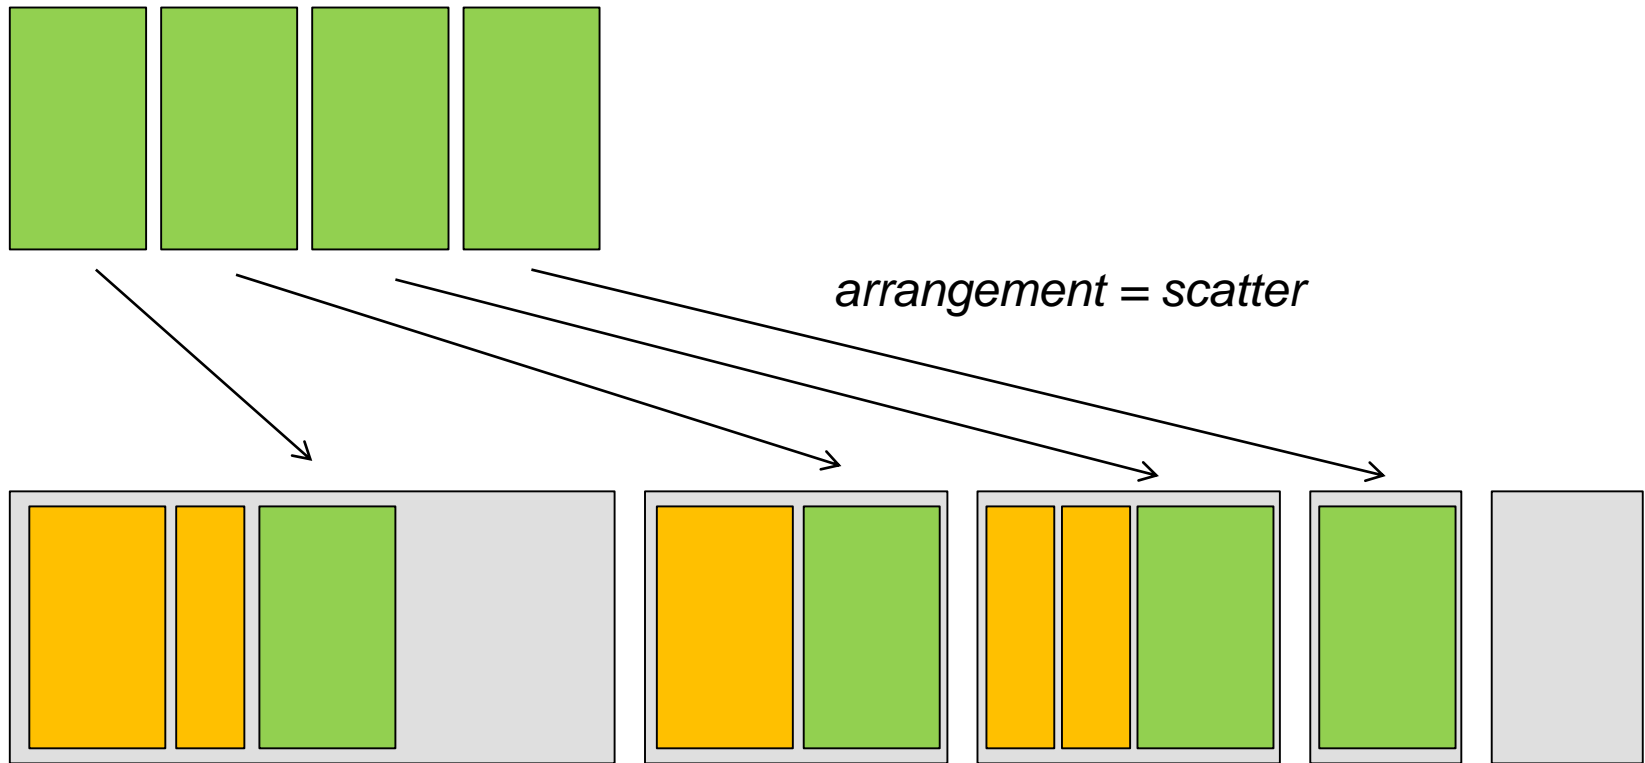 arrangement = scatter